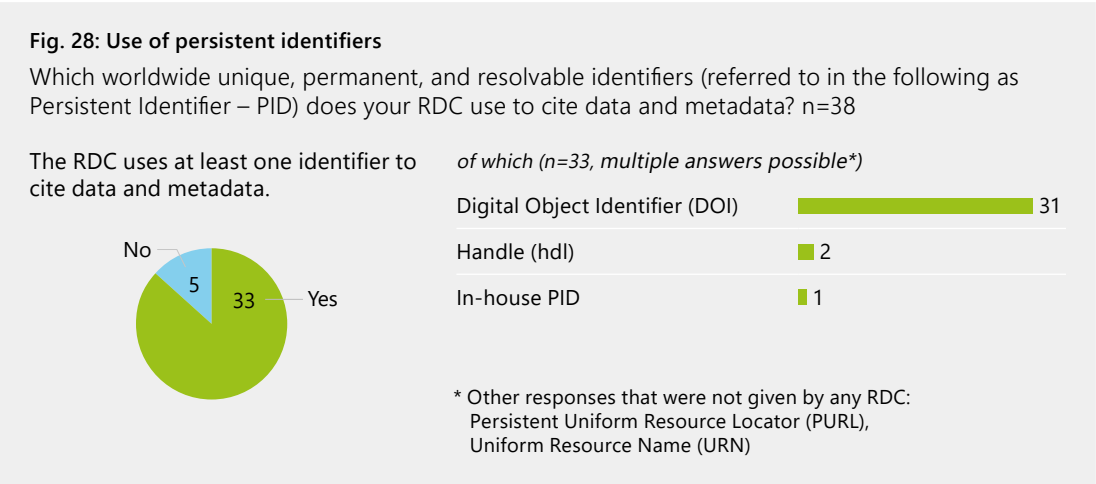 Fig. 28: Use of persistent identifiers
Which worldwide unique, permanent, and resolvable identifiers (referred to in the following as
Persistent Identifier – PID) does your RDC use to cite data and metadata? n=38
The RDC uses at least one identifier to
cite data and metadata.
No
5
33
Yes
of which (n=33, multiple answers possible*)
Digital Object Identifier (DOI) 31
Handle (hdl) 2
In-house PID 1
* Other responses that were not given by any RDC:
Persistent Uniform Resource Locator (PURL),
Uniform Resource Name (URN)